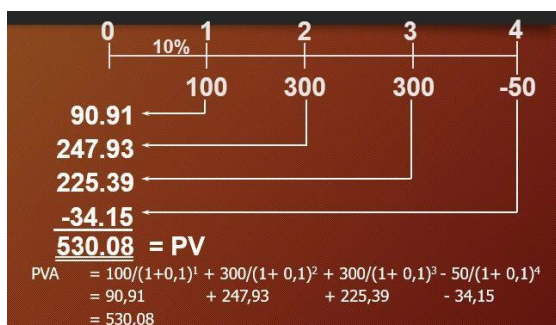 0 1 2 3 4
10%
100 300 300 -50
90.91
247.93
225.39
-34.15
530.08 = PV
PVA = 100/(1+0,1)¹ + 300/(1+ 0,1)² + 300/(1+ 0,1)³ - 50/(1+ 0,1)⁴
= 90,91 + 247,93 + 225,39 - 34,15
= 530,08